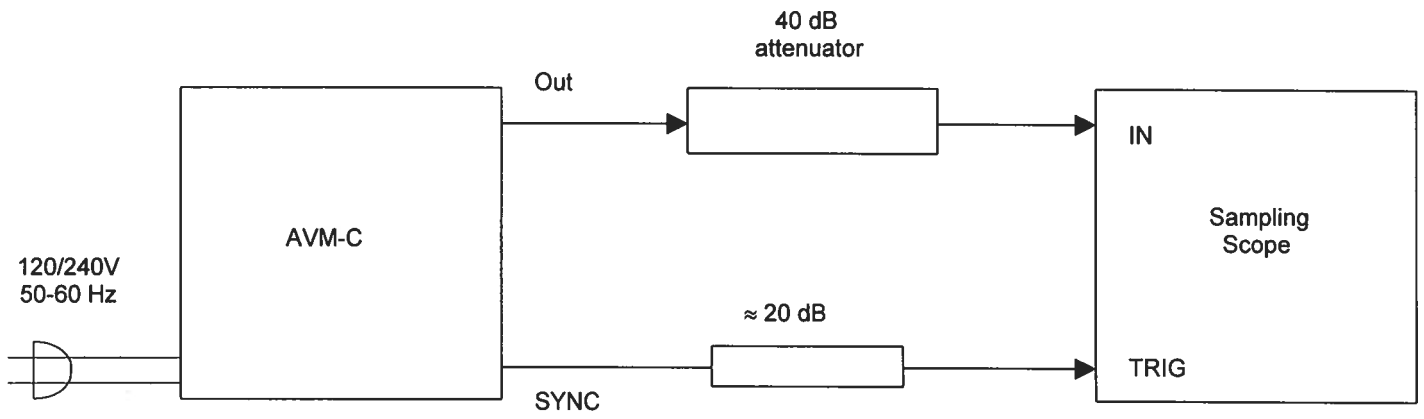 40 dB
attenuator
Out
IN
AVM-C
Sampling
Scope
120/240V
50-60 Hz
≈ 20 dB
TRIG
SYNC